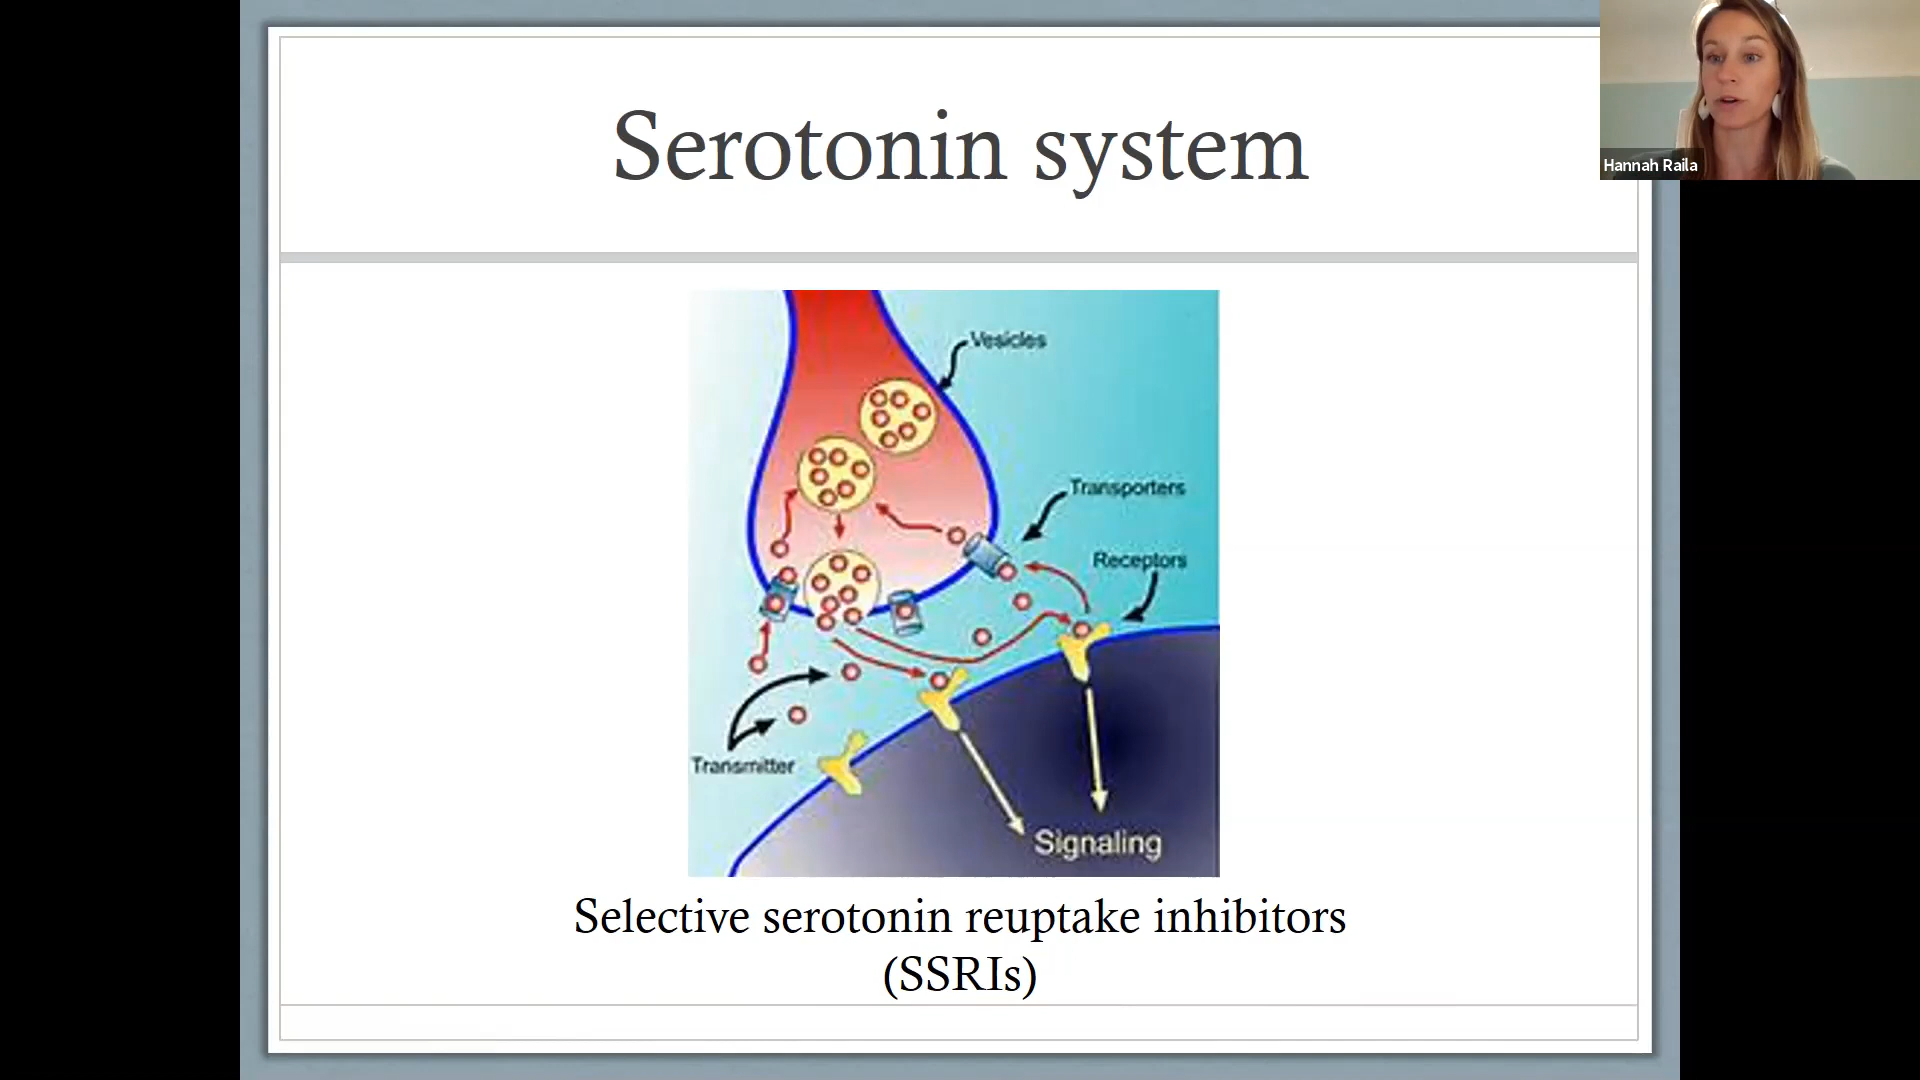 Serotonin system
Hannah Raila
Vesicles
Transporters
Receptors
Transmitter
Signaling
Selective serotonin reuptake inhibitors
(SSRIs)